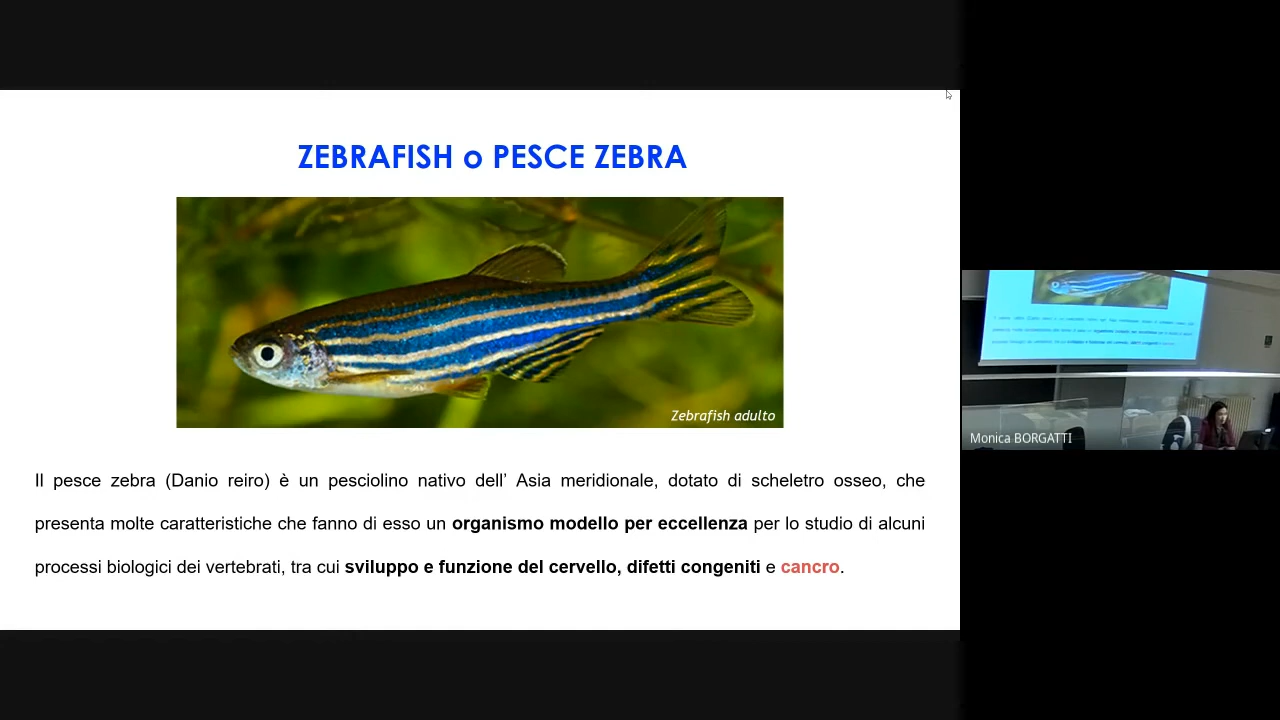 ZEBRAFISH o PESCE ZEBRA
Zebrafish adulto
Il pesce zebra (Danio reiro) è un pesciolino nativo dell’ Asia meridionale, dotato di scheletro osseo, che
presenta molte caratteristiche che fanno di esso un organismo modello per eccellenza per lo studio di alcuni
processi biologici dei vertebrati, tra cui sviluppo e funzione del cervello, difetti congeniti e cancro.
Monica BORGATTI